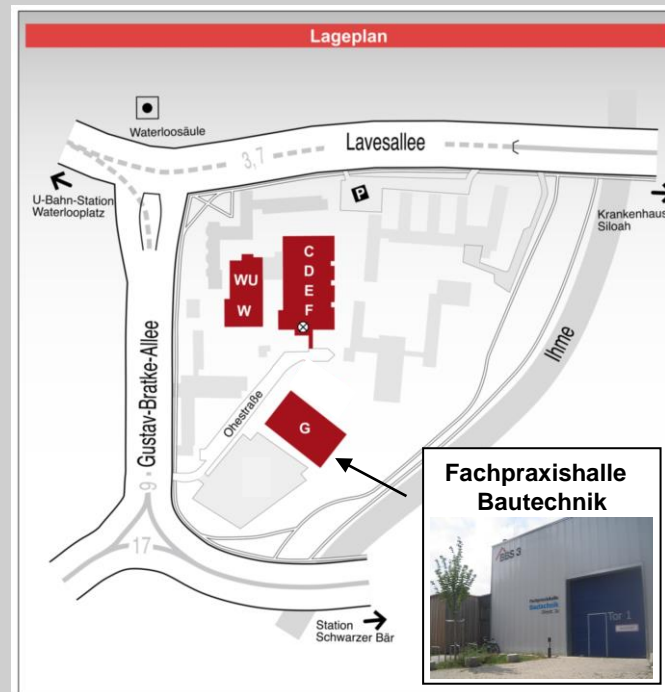 Lageplan
Waterloosäule
Lavesallee
3,7
P
U-Bahn-Station
Waterlooplatz
Krankenhaus
Siloah
C
D
E
F
WU
W
Ihme
Gustav-Bratke-Allee
Ohestraße
G
9
17
Fachpraxishalle
Bautechnik
BBS 3
Fachpraxishalle
Bautechnik
Tor 1
Station
Schwarzer Bär